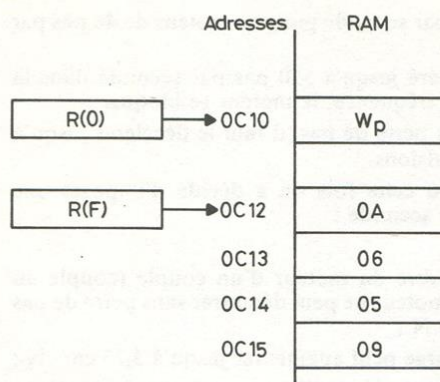 Adresses RAM
R(0) 0C10 Wp
R(F) 0C12 0A
0C13 06
0C14 05
0C15 09